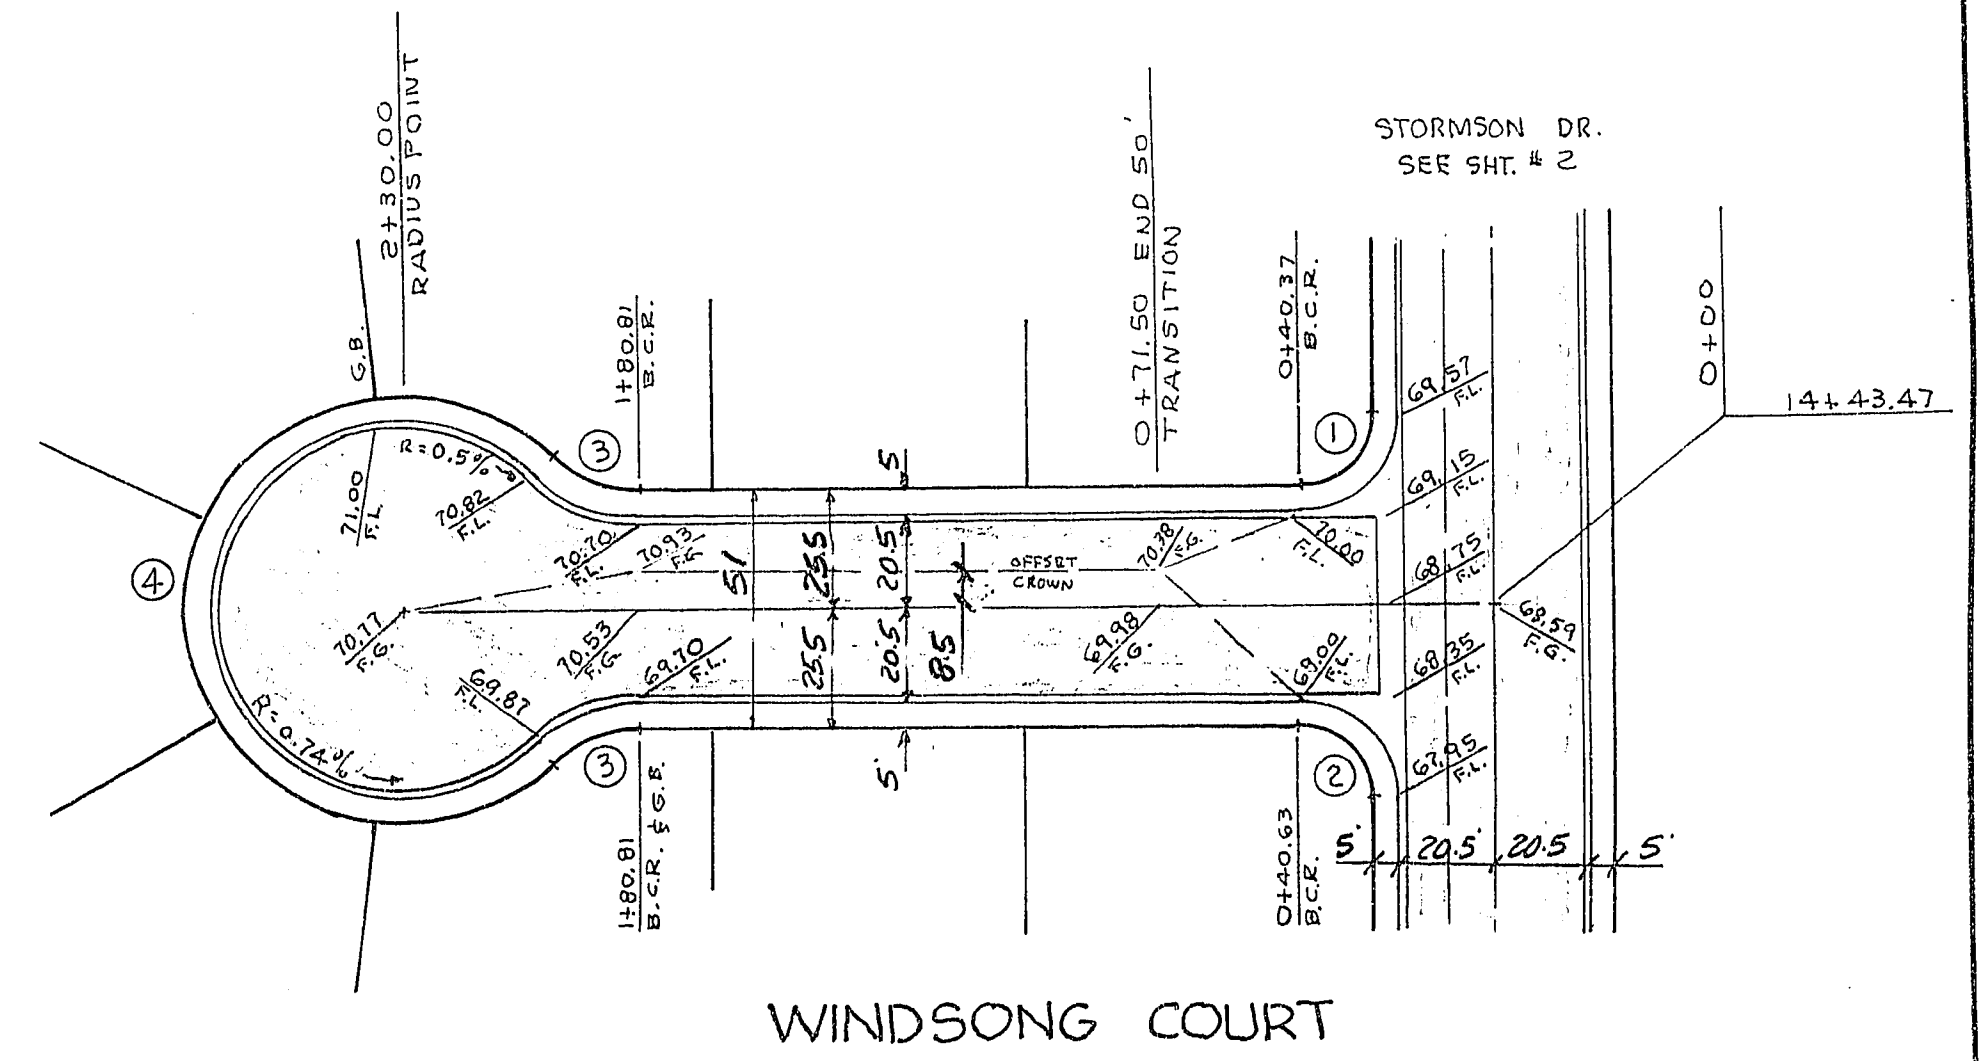 2+30.00
RADIUS POINT
G.B.
1+80.81
B.C.R.
0+71.50 END 50'
TRANSITION
0+40.37
B.C.R.
STORMSON DR.
SEE SHT. # 2
0+00
14+43.47
3
1
4
3
2
R=0.5%
71.00
F.L.
70.82
F.L.
70.70
F.L.
70.93
F.G.
70.77
F.G.
70.53
F.G.
69.70
F.L.
69.87
F.L.
R=0.74%
51
25.5
25.5
5
20.5
20.5
5'
8.5
OFFSET
CROWN
70.38
F.G.
70.00
F.L.
69.98
F.G.
69.00
F.L.
69.57
F.L.
69.15
F.L.
68.75
F.L.
68.35
F.L.
67.95
F.L.
68.59
F.G.
1+80.81
B.C.R. & G.B.
0+40.63
B.C.R.
5'
20.5'
20.5
5'
WINDSONG COURT